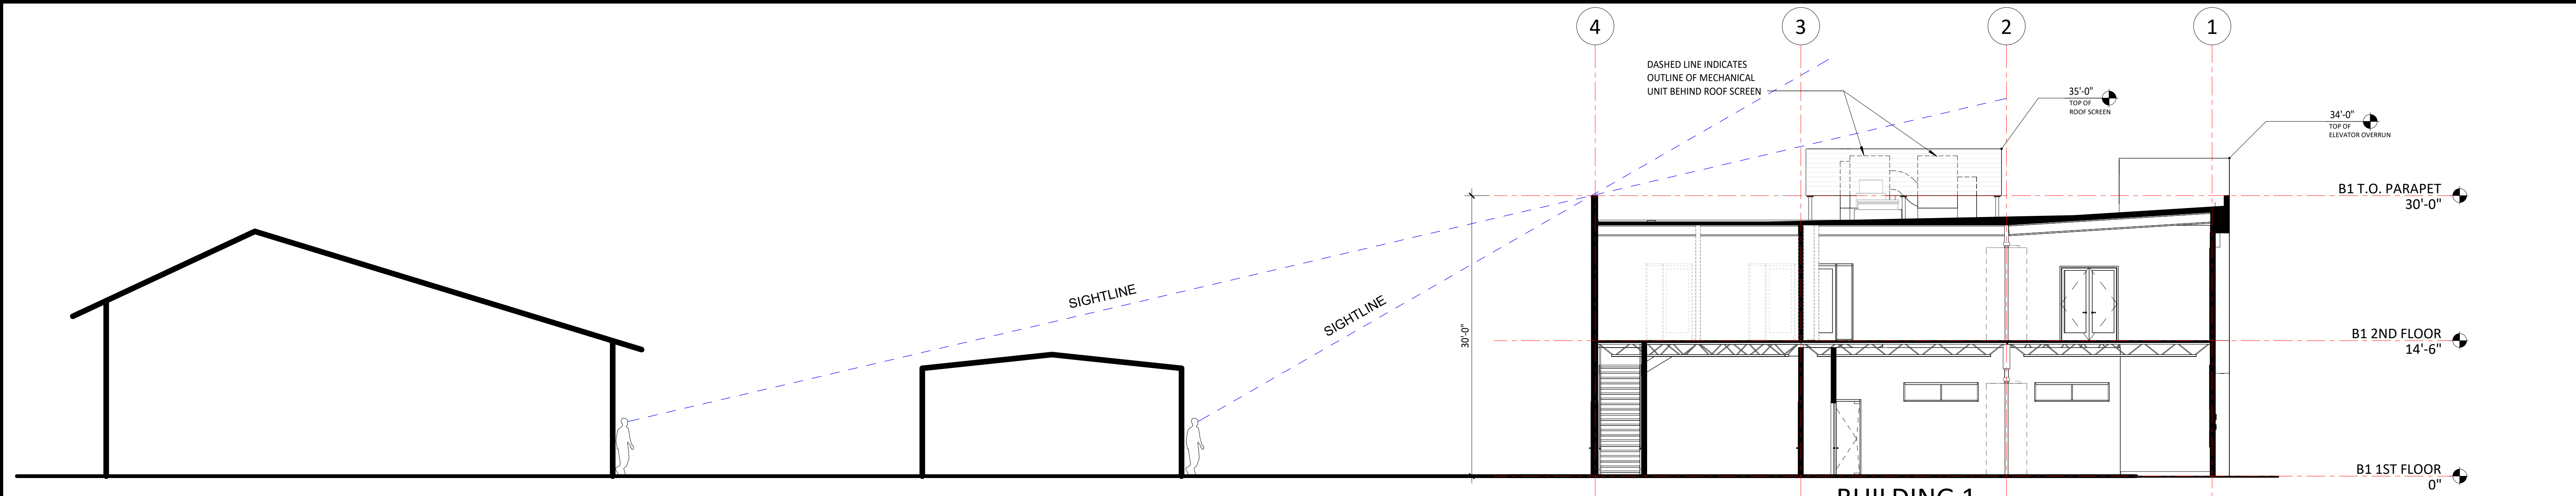 4
3
2
1
DASHED LINE INDICATES
OUTLINE OF MECHANICAL
UNIT BEHIND ROOF SCREEN
35'-0"
TOP OF
ROOF SCREEN
34'-0"
TOP OF
ELEVATOR OVERRUN
B1 T.O. PARAPET
30'-0"
SIGHTLINE
SIGHTLINE
30'-0"
B1 2ND FLOOR
14'-6"
B1 1ST FLOOR
0"
BUILDING 1